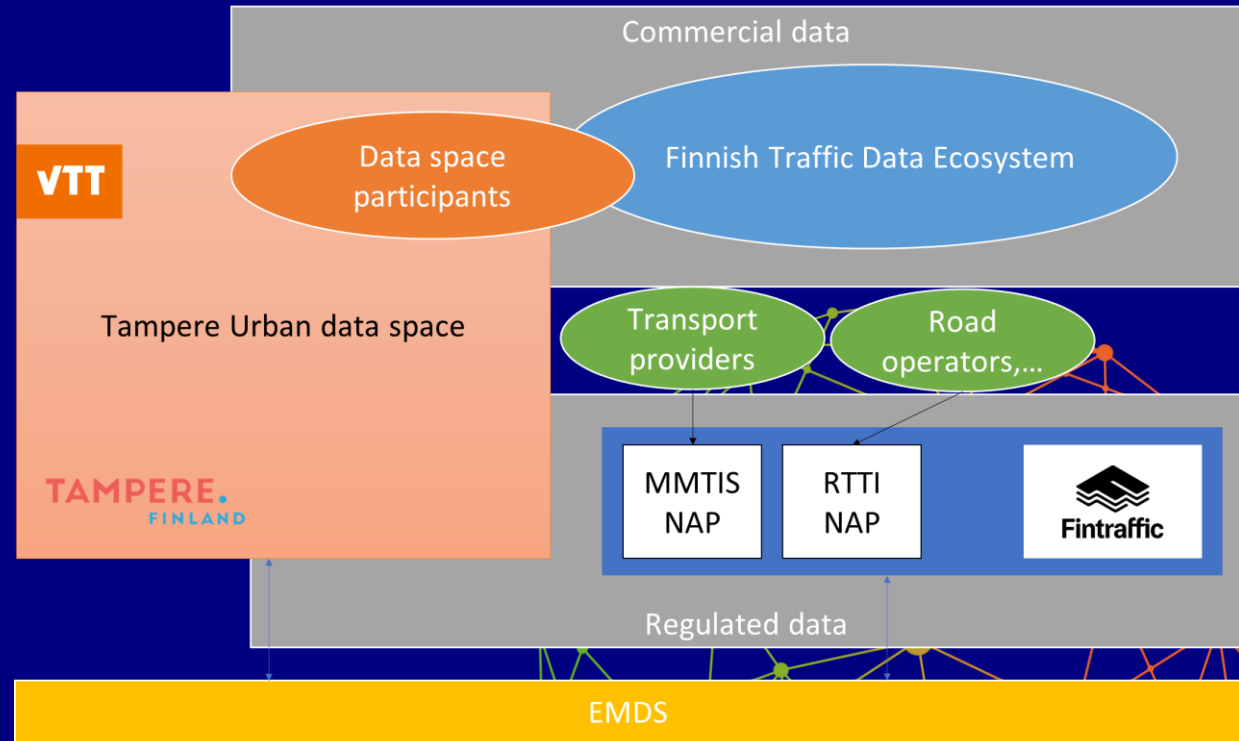 Commercial data
VTT
Data space
participants
Finnish Traffic Data Ecosystem
Tampere Urban data space
Transport
providers
Road
operators,...
TAMPERE.
FINLAND
MMTIS
NAP
RTTI
NAP
Fintraffic
Regulated data
EMDS